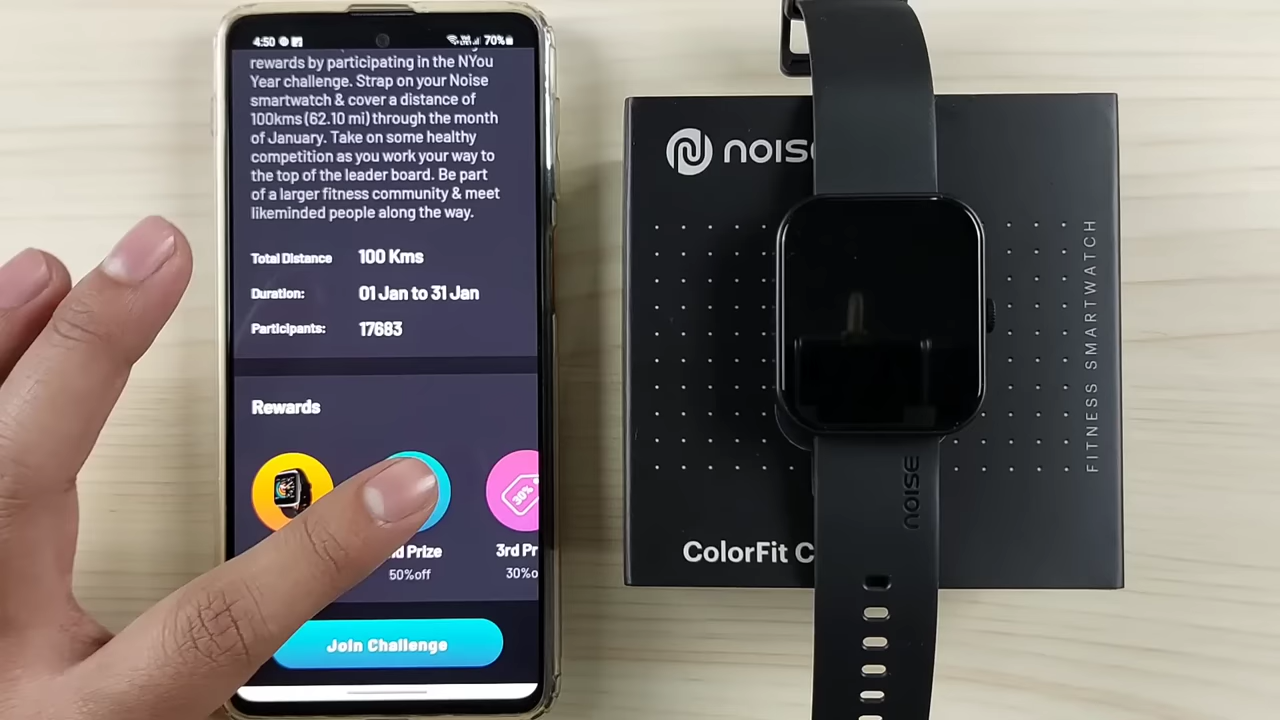 4:50
70%
rewards by participating in the NYou
Year challenge. Strap on your Noise
smartwatch & cover a distance of
100kms (62.10 mi) through the month
of January. Take on some healthy
competition as you work your way to
the top of the leader board. Be part
of a larger fitness community & meet
likeminded people along the way.
Total Distance 100 Kms
Duration: 01 Jan to 31 Jan
Participants: 17683
Rewards
30%
Prize
3rd Pr
50%off
30%o
Join Challenge
NOISE
FITNESS SMARTWATCH
NOISE
ColorFit C